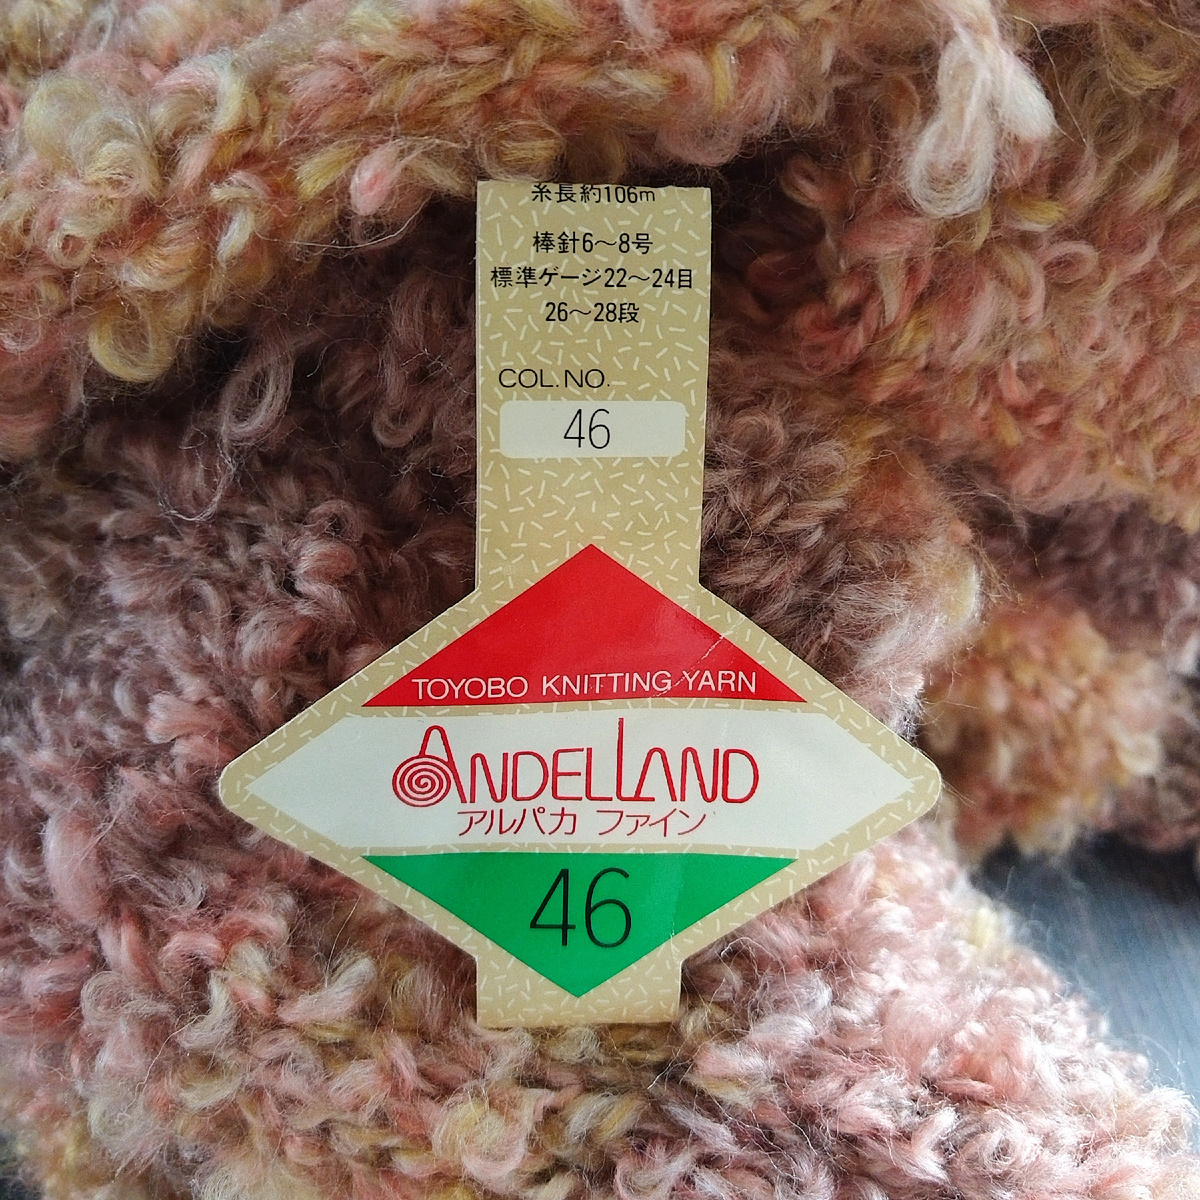 糸長約106m
棒針6〜8号
標準ゲージ22〜24目
26〜28段
COL.NO.
46
TOYOBO KNITTING YARN
ANDELLAND
アルパカ ファイン
46